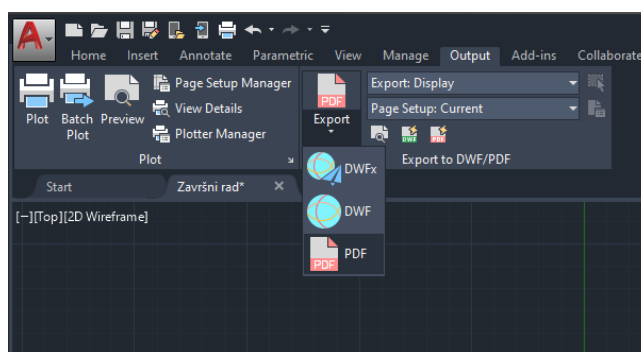 Home Insert Annotate Parametric View Manage Output Add-ins Collaborate
Plot
Batch Plot
Preview
Page Setup Manager
View Details
Plotter Manager
PDF
Export
Export: Display
Page Setup: Current
DWF PDF
Plot
Export to DWF/PDF
DWFx
DWF
PDF
PDF
Start
Završni rad*
[−][Top][2D Wireframe]